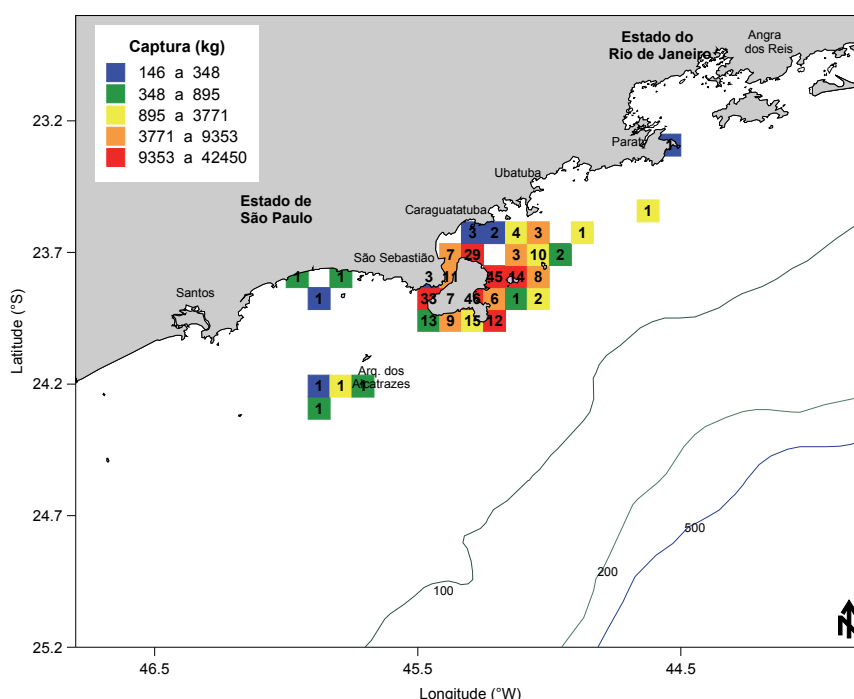 Captura (kg)
146 a 348
348 a 895
895 a 3771
3771 a 9353
9353 a 42450
Estado do
Rio de Janeiro
Angra
dos Reis
Paraty
1
Ubatuba
1
Estado de
São Paulo
Caraguatatuba
3 2 4 3 1
São Sebastião
7 29 3 10 2
1 1 3 11 45 14 8
Santos
1 33 7 46 6 1 2
13 9 15 12
Arq. dos
Alcatrazes
1 1 1
1
100
200
500
N
23.2
23.7
24.2
24.7
25.2
Latitude (°S)
46.5 45.5 44.5
Longitude (°W)